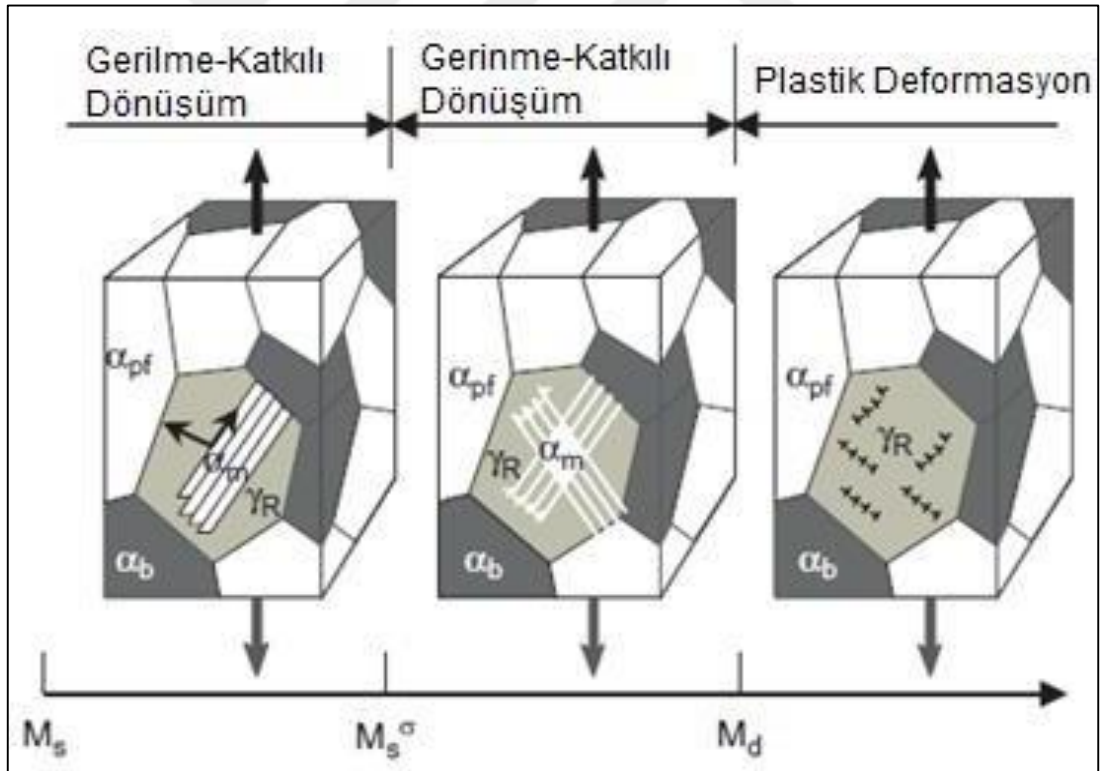 Gerilme-Katkılı
Dönüşüm
Gerinme-Katkılı
Dönüşüm
Plastik Deformasyon
αpf
αm
γR
αb
αpf
γR
αm
αb
αpf
γR
αb
Ms
Msσ
Md